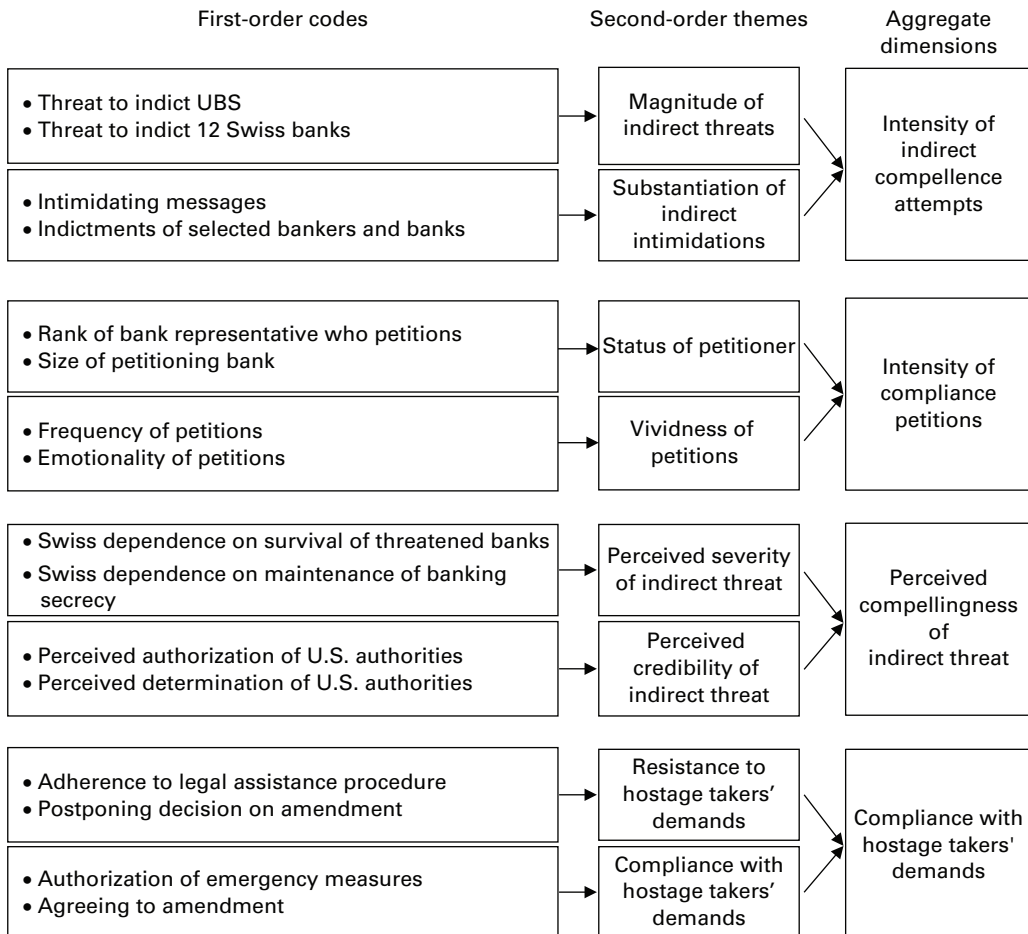 First-order codes
Second-order themes
Aggregate
dimensions
• Threat to indict UBS
• Threat to indict 12 Swiss banks
Magnitude of
indirect threats
• Intimidating messages
• Indictments of selected bankers and banks
Substantiation of
indirect
intimidations
Intensity of
indirect
compellence
attempts
• Rank of bank representative who petitions
• Size of petitioning bank
Status of petitioner
• Frequency of petitions
• Emotionality of petitions
Vividness of
petitions
Intensity of
compliance
petitions
• Swiss dependence on survival of threatened banks
• Swiss dependence on maintenance of banking
secrecy
Perceived severity
of indirect threat
• Perceived authorization of U.S. authorities
• Perceived determination of U.S. authorities
Perceived
credibility of
indirect threat
Perceived
compellingness
of
indirect threat
• Adherence to legal assistance procedure
• Postponing decision on amendment
Resistance to
hostage takers’
demands
• Authorization of emergency measures
• Agreeing to amendment
Compliance with
hostage takers’
demands
Compliance with
hostage takers'
demands